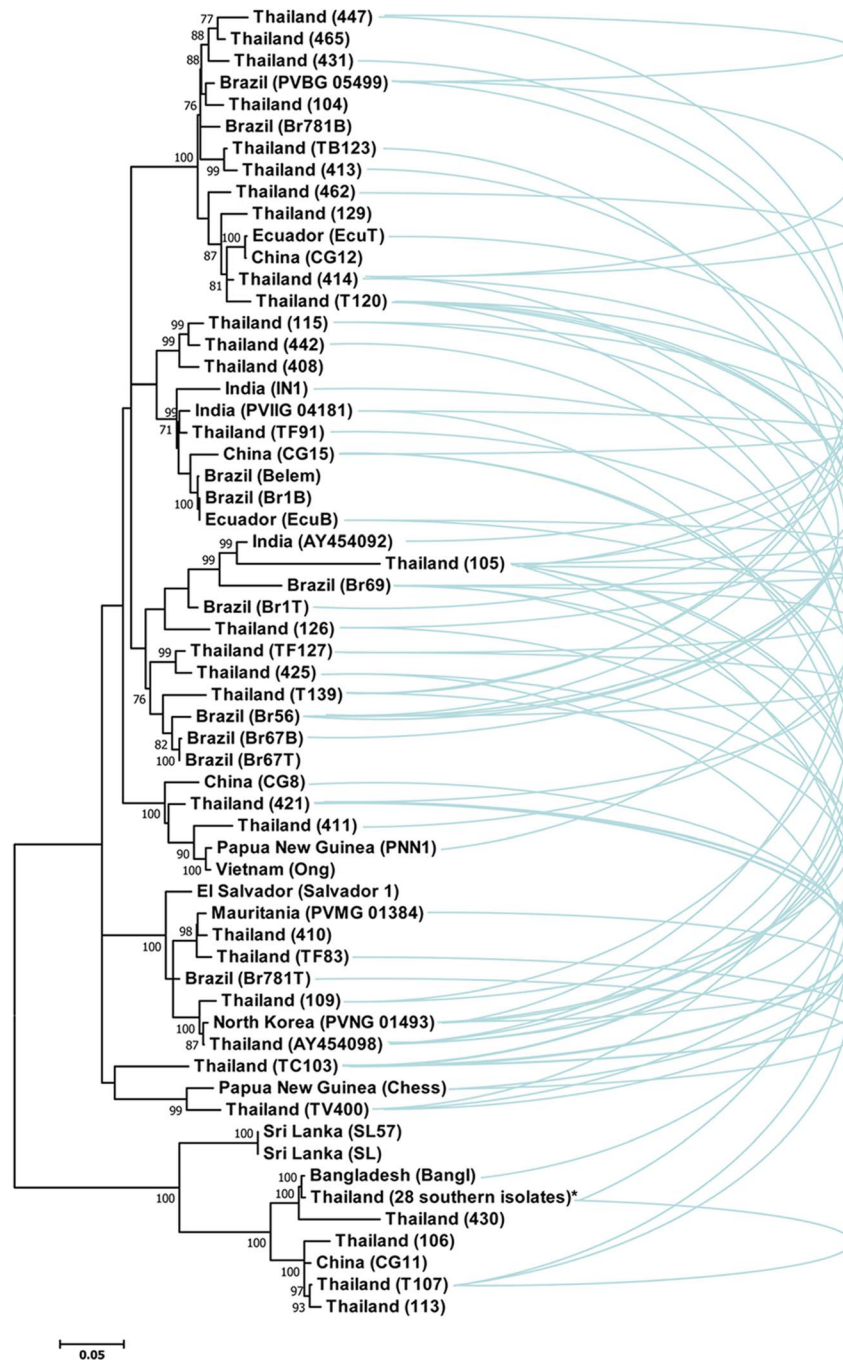 77
Thailand (447)
88
Thailand (465)
88
Thailand (431)
Brazil (PVBG 05499)
76
Thailand (104)
Brazil (Br781B)
Thailand (TB123)
100
99
Thailand (413)
Thailand (462)
Thailand (129)
100
Ecuador (EcuT)
87
China (CG12)
81
Thailand (414)
Thailand (T120)
99
Thailand (115)
99
Thailand (442)
Thailand (408)
India (IN1)
99
India (PVIIG 04181)
71
Thailand (TF91)
China (CG15)
Brazil (Belem)
100
Brazil (Br1B)
Ecuador (EcuB)
99
India (AY454092)
99
Thailand (105)
Brazil (Br69)
Brazil (Br1T)
Thailand (126)
99
Thailand (TF127)
Thailand (425)
76
Thailand (T139)
Brazil (Br56)
82
Brazil (Br67B)
100
Brazil (Br67T)
China (CG8)
100
Thailand (421)
Thailand (411)
90
Papua New Guinea (PNN1)
100
Vietnam (Ong)
El Salvador (Salvador 1)
Mauritania (PVMG 01384)
98
Thailand (410)
100
Thailand (TF83)
Brazil (Br781T)
Thailand (109)
100
North Korea (PVNG 01493)
87
Thailand (AY454098)
Thailand (TC103)
Papua New Guinea (Chess)
99
Thailand (TV400)
100
Sri Lanka (SL57)
Sri Lanka (SL)
100
100
Bangladesh (Bangl)
100
Thailand (28 southern isolates)*
Thailand (430)
100
Thailand (106)
100
China (CG11)
97
Thailand (T107)
93
Thailand (113)
0.05